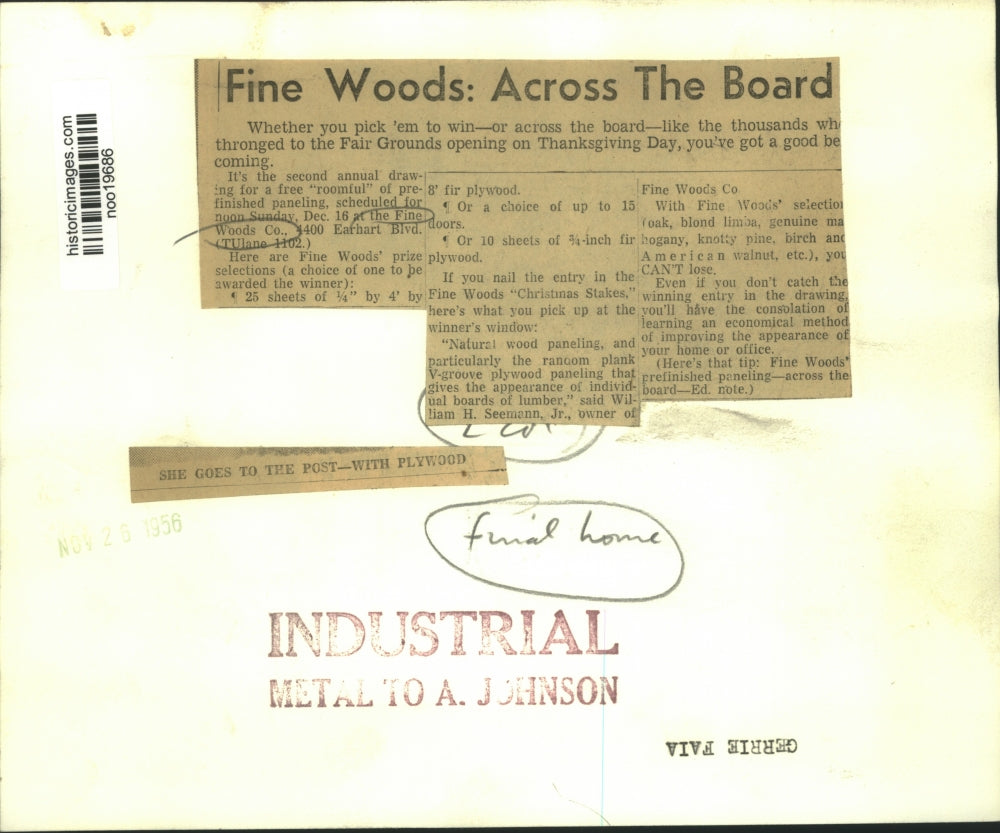 historicimages.com
noo19686
Fine Woods: Across The Board
Whether you pick 'em to win—or across the board—like the thousands wh
thronged to the Fair Grounds opening on Thanksgiving Day, you've got a good be
coming.
It's the second annual draw-
ing for a free "roomful" of pre-
finished paneling, scheduled for
noon Sunday, Dec. 16 at the Fine
Woods Co., 4400 Earhart Blvd.
(TUlane 1102.)
Here are Fine Woods' prize
selections (a choice of one to be
awarded the winner):
¶ 25 sheets of ¼" by 4' by
8' fir plywood.
¶ Or a choice of up to 15
doors.
¶ Or 10 sheets of ¾-inch fir
plywood.
If you nail the entry in the
Fine Woods "Christmas Stakes,"
here's what you pick up at the
winner's window:
"Natural wood paneling, and
particularly the random plank
V-groove plywood paneling that
gives the appearance of individ-
ual boards of lumber," said Wil-
liam H. Seemann, Jr., owner of
Fine Woods Co
With Fine Woods' selection
(oak, blond limba, genuine ma
hogany, knotty pine, birch and
American walnut, etc.), you
CAN'T lose.
Even if you don't catch the
winning entry in the drawing,
you'll have the consolation of
learning an economical method
of improving the appearance of
your home or office.
(Here's that tip: Fine Woods'
prefinished paneling—across the
board—Ed. note.)
2 col
SHE GOES TO THE POST—WITH PLYWOOD
NOV 26 1956
final home
INDUSTRIAL
METAL TO A. JOHNSON
GERRIE FAIA